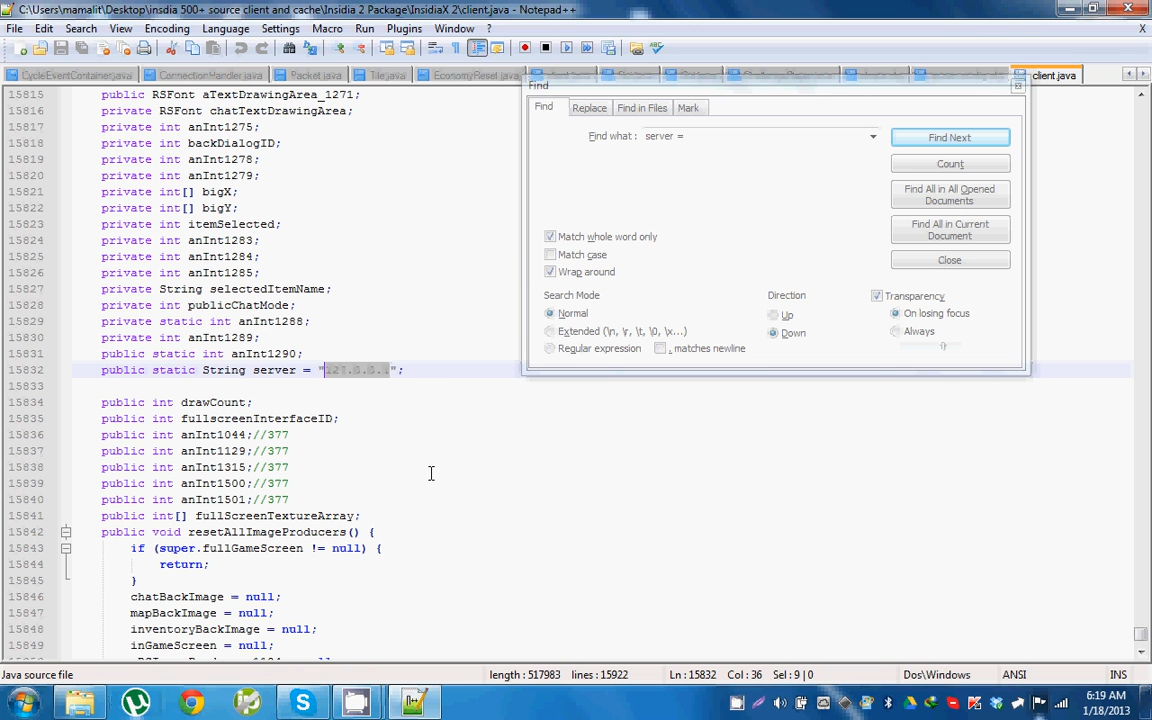 C:\Users\mamalit\Desktop\insdia 500+ source client and cache\Insidia 2 Package\InsidiaX 2\client.java - Notepad++
File Edit Search View Encoding Language Settings Macro Run Plugins Window ? X
CycleEventContainer.java ConnectionHandler.java Packet.java Tile.java EconomyReset.java client.java
15815 public RSFont aTextDrawingArea_1271;
15816 private RSFont chatTextDrawingArea;
15817 private int anInt1275;
15818 private int backDialogID;
15819 private int anInt1278;
15820 private int anInt1279;
15821 private int[] bigX;
15822 private int[] bigY;
15823 private int itemSelected;
15824 private int anInt1283;
15825 private int anInt1284;
15826 private int anInt1285;
15827 private String selectedItemName;
15828 private int publicChatMode;
15829 private static int anInt1288;
15830 private int anInt1289;
15831 public static int anInt1290;
15832 public static String server = "127.0.0.1";
15833
15834 public int drawCount;
15835 public int fullscreenInterfaceID;
15836 public int anInt1044;//377
15837 public int anInt1129;//377
15838 public int anInt1315;//377
15839 public int anInt1500;//377
15840 public int anInt1501;//377
15841 public int[] fullScreenTextureArray;
15842 public void resetAllImageProducers() {
15843 if (super.fullGameScreen != null) {
15844 return;
15845 }
15846 chatBackImage = null;
15847 mapBackImage = null;
15848 inventoryBackImage = null;
15849 inGameScreen = null;
Find
Find Replace Find in Files Mark
Find what : server =
Find Next
Count
Find All in All Opened
Documents
Find All in Current
Document
Close
Match whole word only
Match case
Wrap around
Search Mode
Normal
Extended (\n, \r, \t, \0, \x...)
Regular expression
. matches newline
Direction
Up
Down
Transparency
On losing focus
Always
Java source file length : 517983 lines : 15922 Ln : 15832 Col : 36 Sel : 9 | 0 Dos\Windows ANSI INS
6:19 AM
1/18/2013